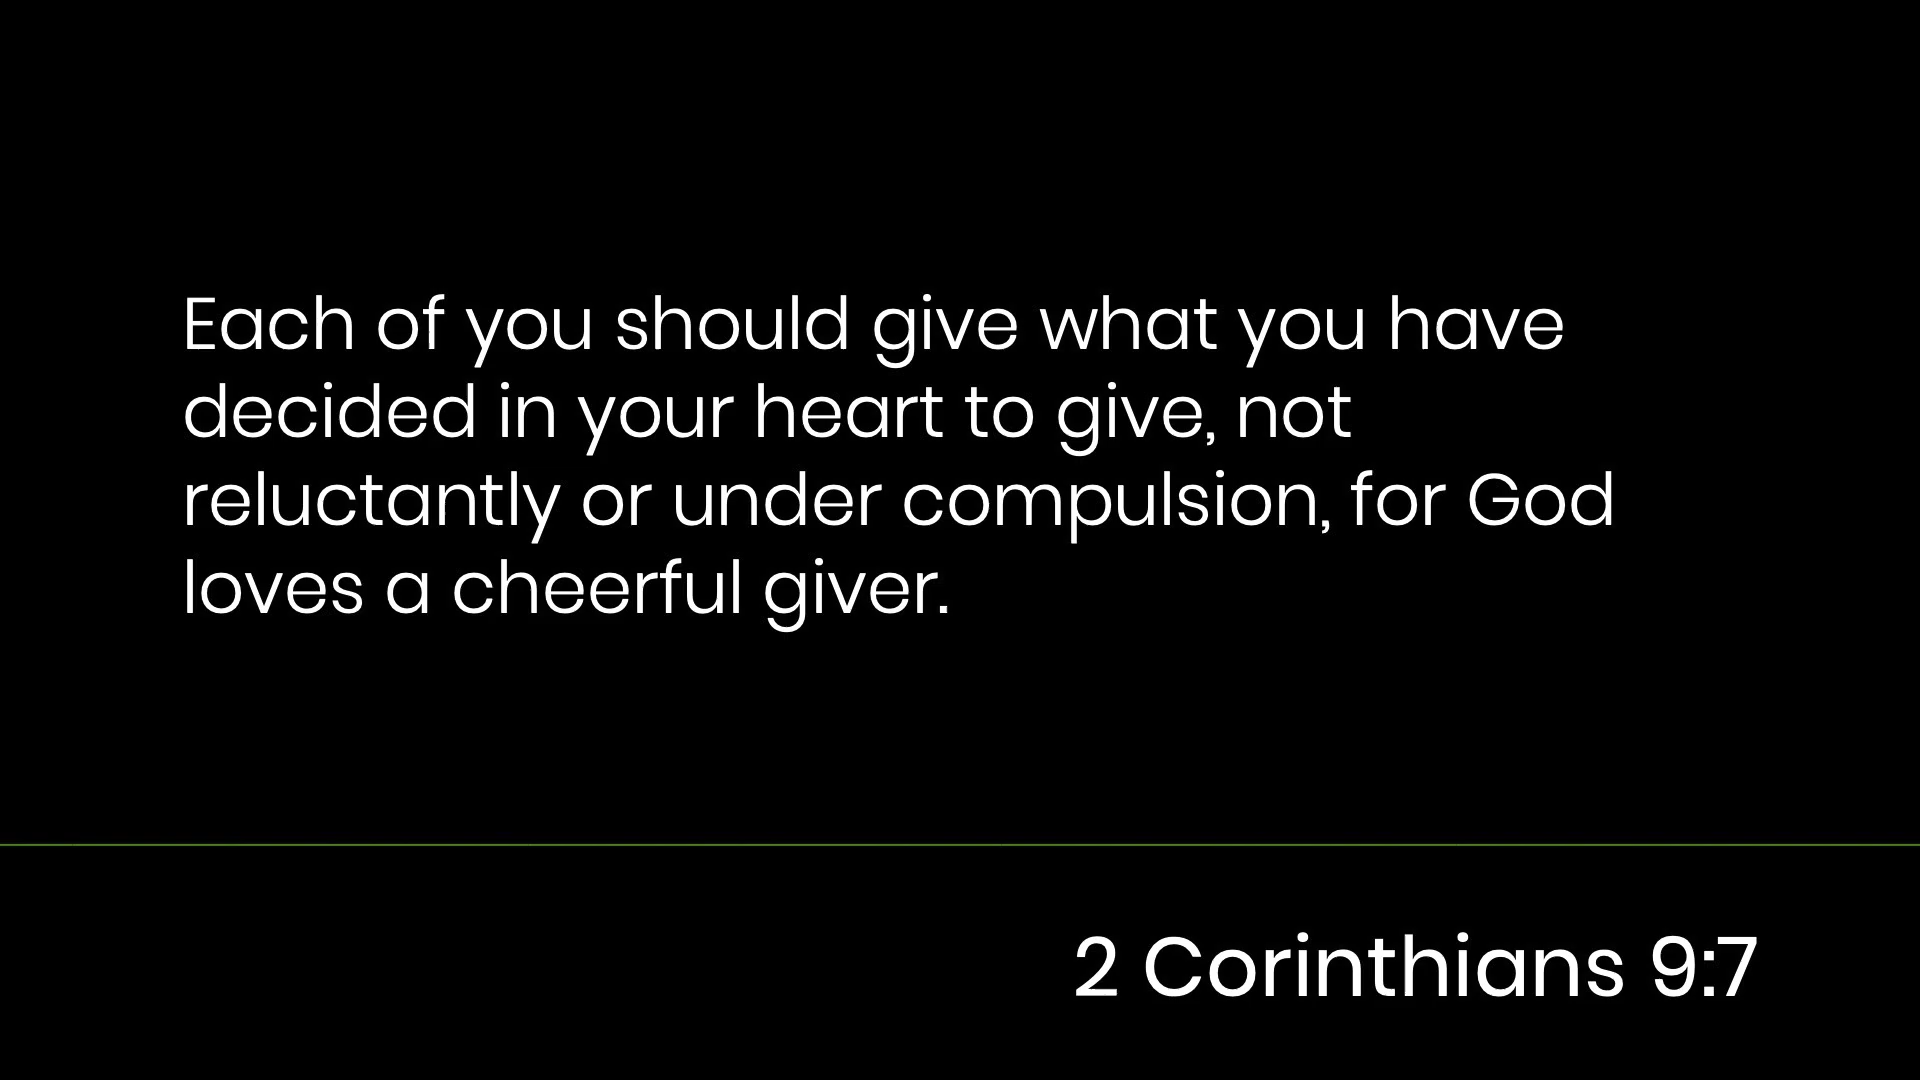 Each of you should give what you have
decided in your heart to give, not
reluctantly or under compulsion, for God
loves a cheerful giver.
2 Corinthians 9:7